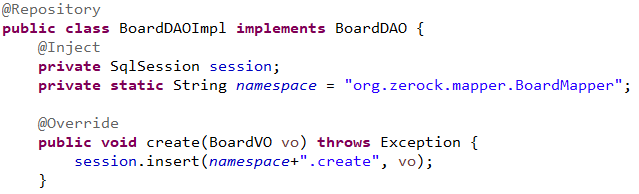 @Repository
public class BoardDAOImpl implements BoardDAO {
    @Inject
    private SqlSession session;
    private static String namespace = "org.zerock.mapper.BoardMapper";

    @Override
    public void create(BoardVO vo) throws Exception {
        session.insert(namespace+".create", vo);
    }